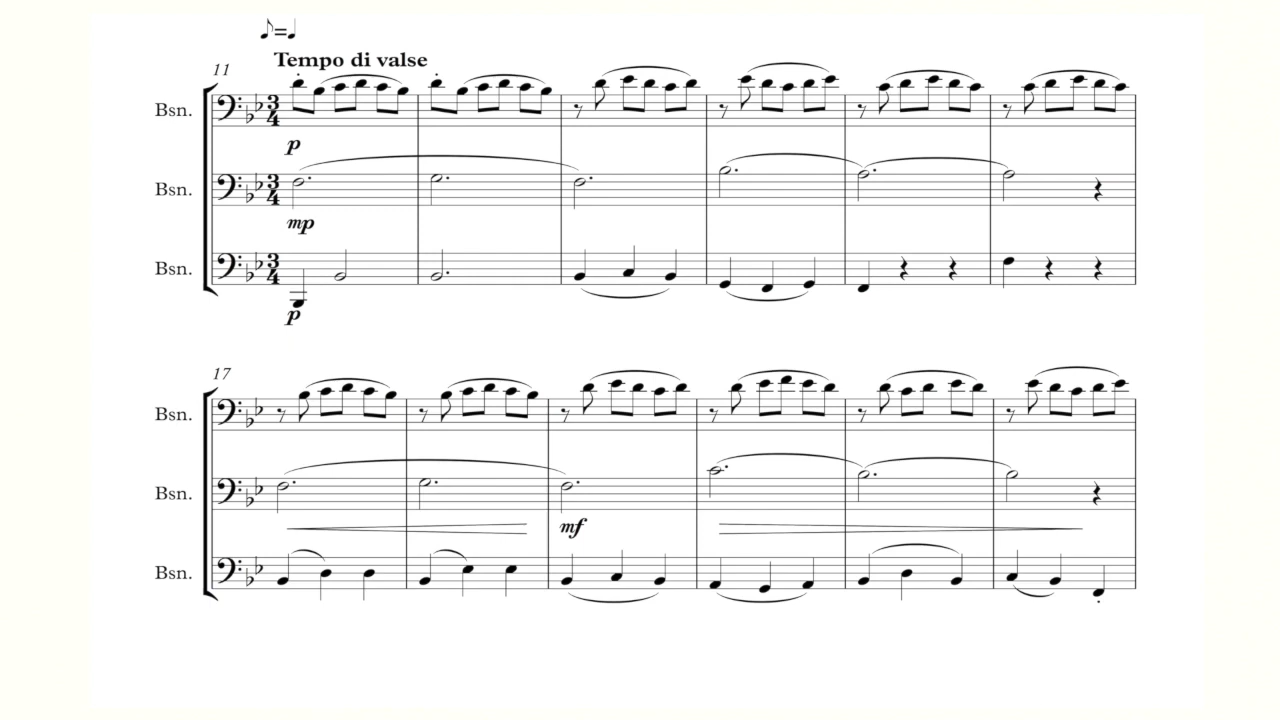 ♪=♩
Tempo di valse
11
Bsn.
p
Bsn.
mp
Bsn.
p
17
Bsn.
Bsn.
mf
Bsn.